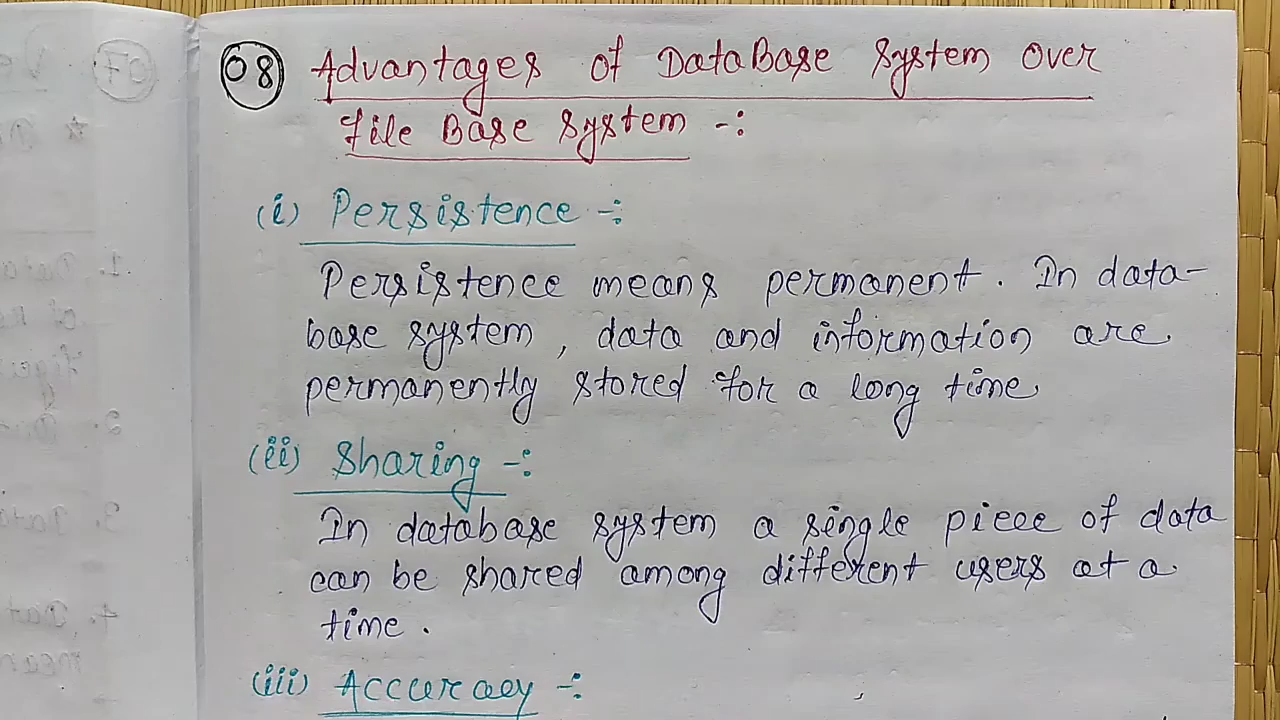 08 Advantages of DataBase System Over
File Base System -:
(i) Persistence -:
Persistence means permanent. In data-
base system, data and information are
permanently stored for a long time.
(ii) Sharing -:
In database system a single piece of data
can be shared among different users at a
time.
(iii) Accuracy -: